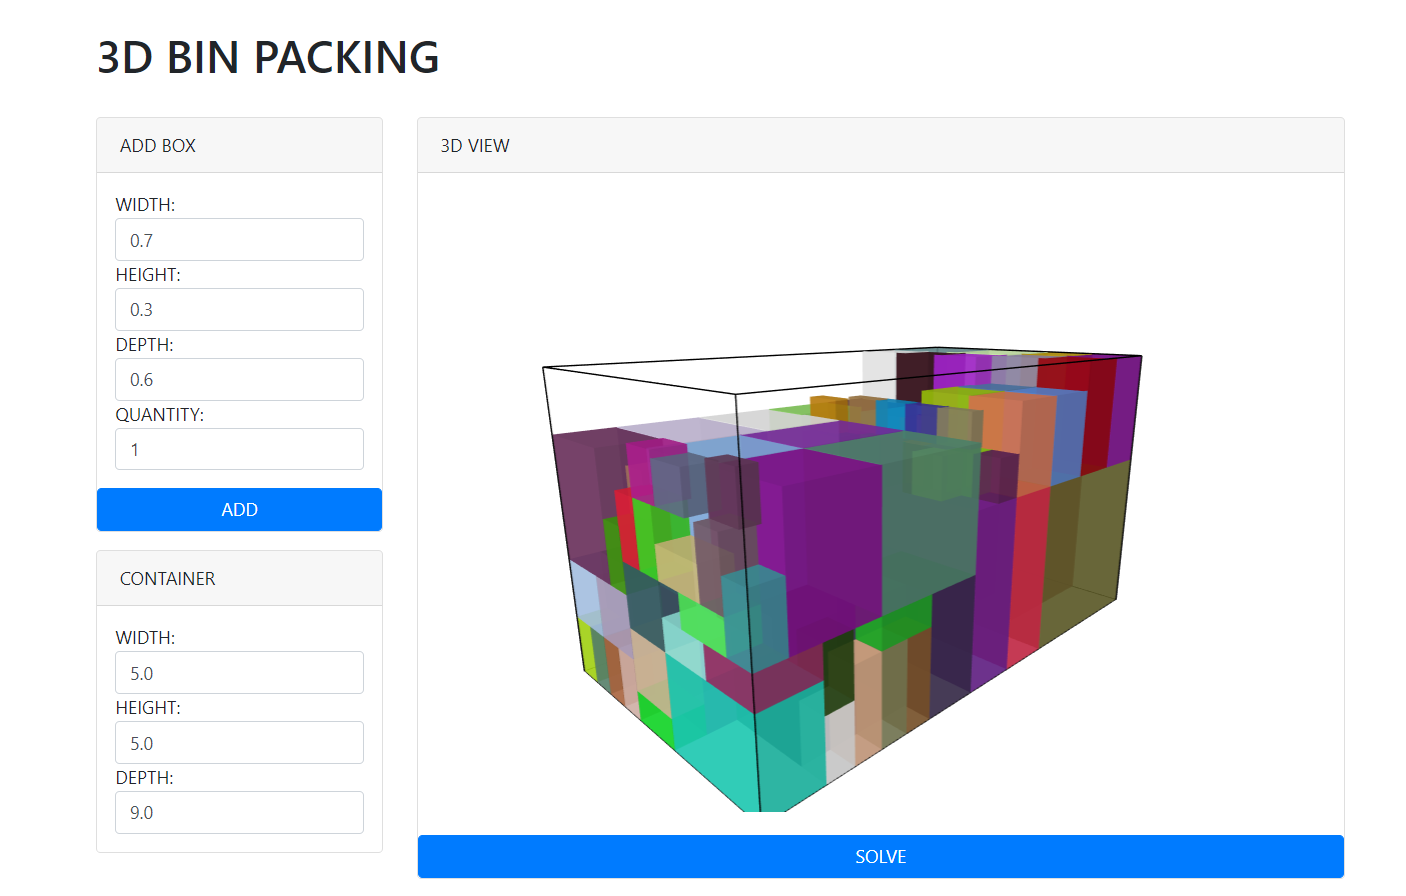 3D BIN PACKING
ADD BOX
WIDTH:
0.7
HEIGHT:
0.3
DEPTH:
0.6
QUANTITY:
1
ADD
CONTAINER
WIDTH:
5.0
HEIGHT:
5.0
DEPTH:
9.0
3D VIEW
SOLVE